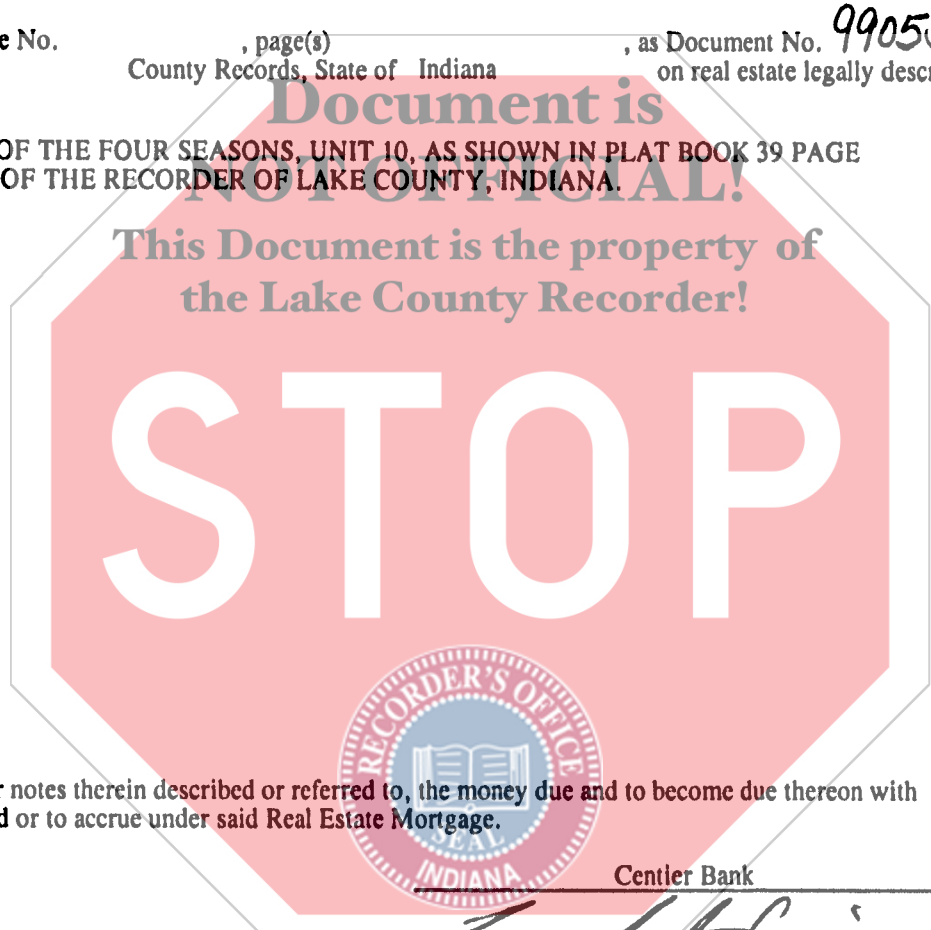 e No. , page(s) , as Document No. 9905
County Records, State of Indiana on real estate legally desc
Document is
OF THE FOUR SEASONS, UNIT 10, AS SHOWN IN PLAT BOOK 39 PAGE
NOT OFFICIAL!
OF THE RECORDER OF LAKE COUNTY, INDIANA.
This Document is the property of
the Lake County Recorder!
STOP
RECORDER'S OFFICE
SEAL
INDIANA
r notes therein described or referred to, the money due and to become due thereon with
d or to accrue under said Real Estate Mortgage.
Centier Bank